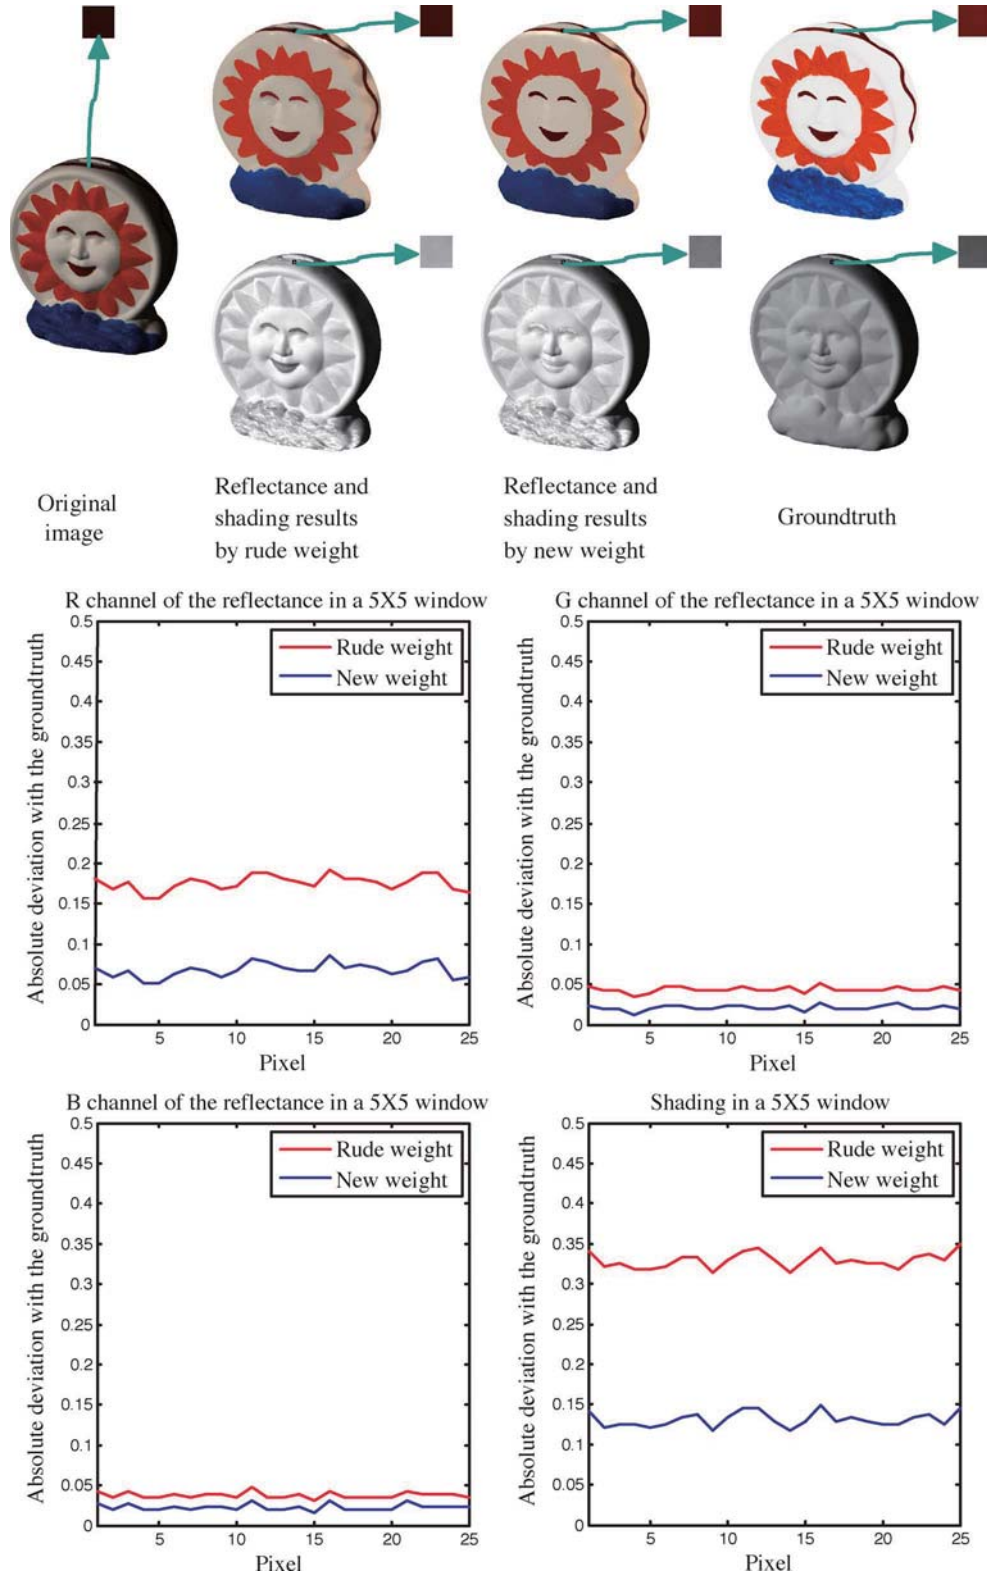 Original
image
Reflectance and
shading results
by rude weight
Reflectance and
shading results
by new weight
Groundtruth
R channel of the reflectance in a 5X5 window
Absolute deviation with the groundtruth
0.5
0.45
0.4
0.35
0.3
0.25
0.2
0.15
0.1
0.05
0
Rude weight
New weight
5 10 15 20 25
Pixel
G channel of the reflectance in a 5X5 window
Absolute deviation with the groundtruth
0.5
0.45
0.4
0.35
0.3
0.25
0.2
0.15
0.1
0.05
0
Rude weight
New weight
5 10 15 20 25
Pixel
B channel of the reflectance in a 5X5 window
Absolute deviation with the groundtruth
0.5
0.45
0.4
0.35
0.3
0.25
0.2
0.15
0.1
0.05
0
Rude weight
New weight
5 10 15 20 25
Pixel
Shading in a 5X5 window
Absolute deviation with the groundtruth
0.5
0.45
0.4
0.35
0.3
0.25
0.2
0.15
0.1
0.05
0
Rude weight
New weight
5 10 15 20 25
Pixel